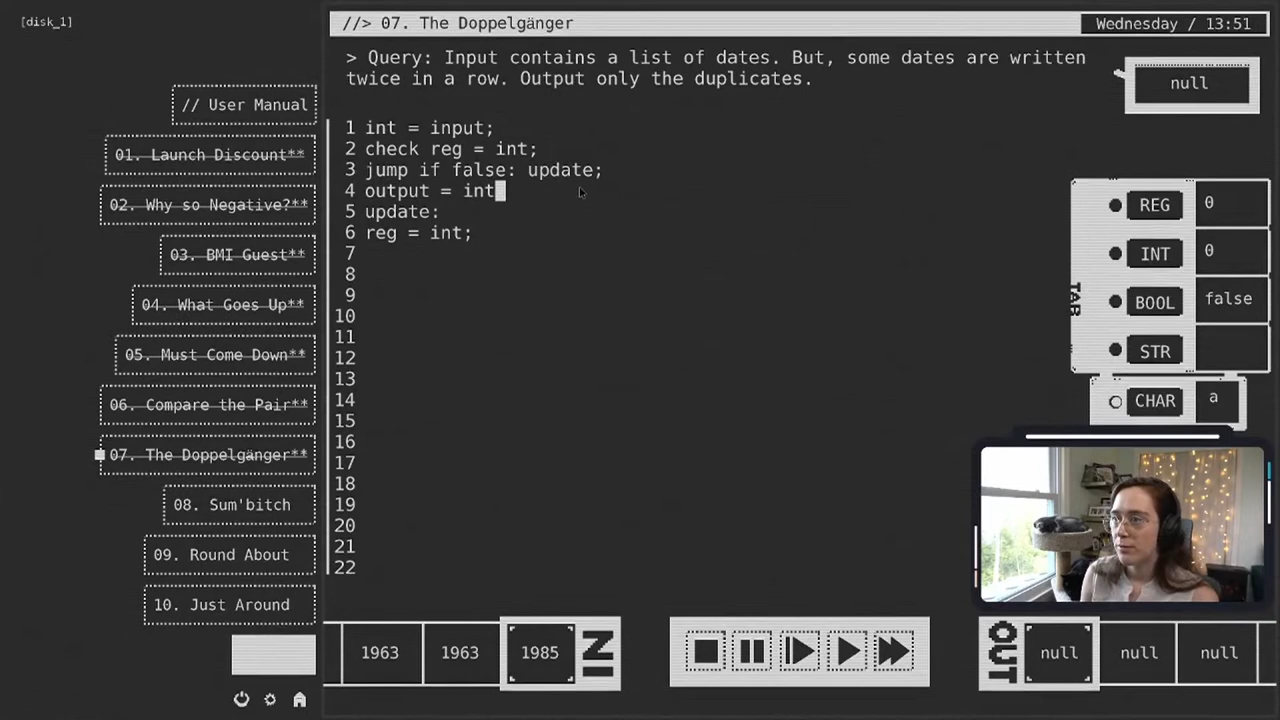 [disk_1]
//> 07. The Doppelgänger
Wednesday / 13:51
> Query: Input contains a list of dates. But, some dates are written
twice in a row. Output only the duplicates.
null
// User Manual
01. Launch Discount**
02. Why so Negative?**
03. BMI Guest**
04. What Goes Up**
05. Must Come Down**
06. Compare the Pair**
07. The Doppelgänger**
08. Sum'bitch
09. Round About
10. Just Around
1 int = input;
2 check reg = int;
3 jump if false: update;
4 output = int
5 update:
6 reg = int;
7
8
9
10
11
12
13
14
15
16
17
18
19
20
21
22
TAB
REG 0
INT 0
BOOL false
STR
CHAR a
1963 1963 1985 IN
OUT null null null